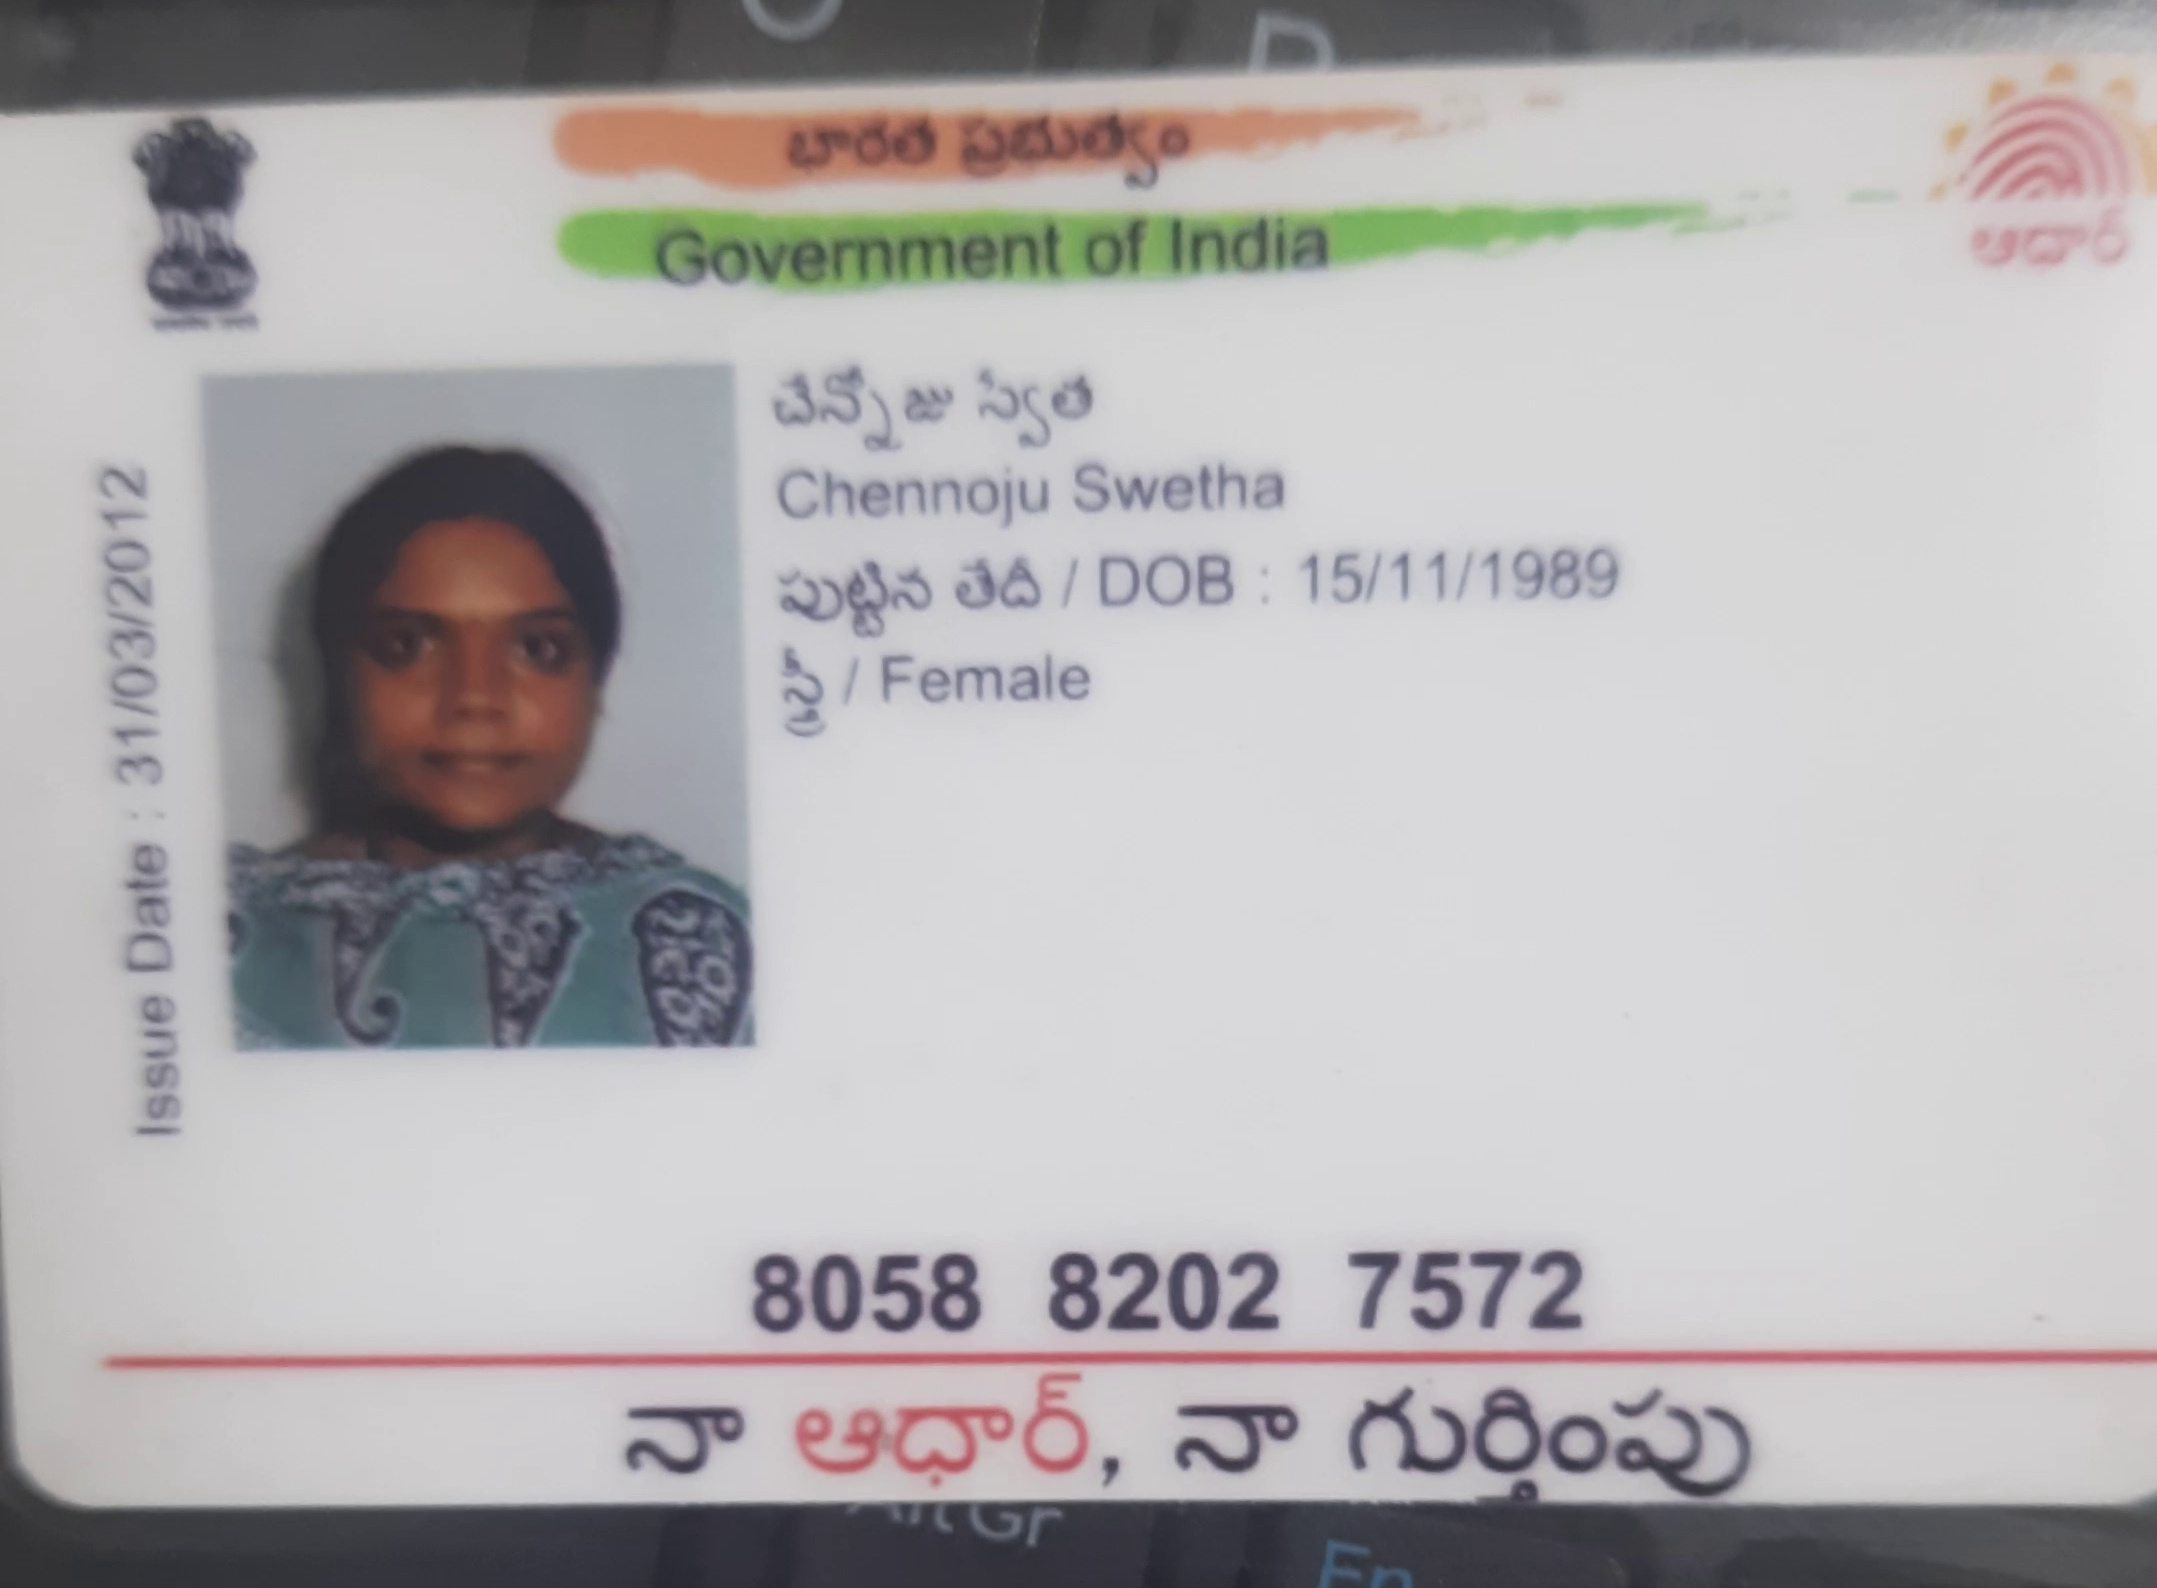 భారత ప్రభుత్వం
Government of India
ఆధార్
చేన్నోజు స్వేత
Chennoju Swetha
పుట్టిన తేదీ / DOB : 15/11/1989
స్త్రీ / Female
Issue Date : 31/03/2012
8058 8202 7572
నా ఆధార్, నా గుర్తింపు
Alt Gr